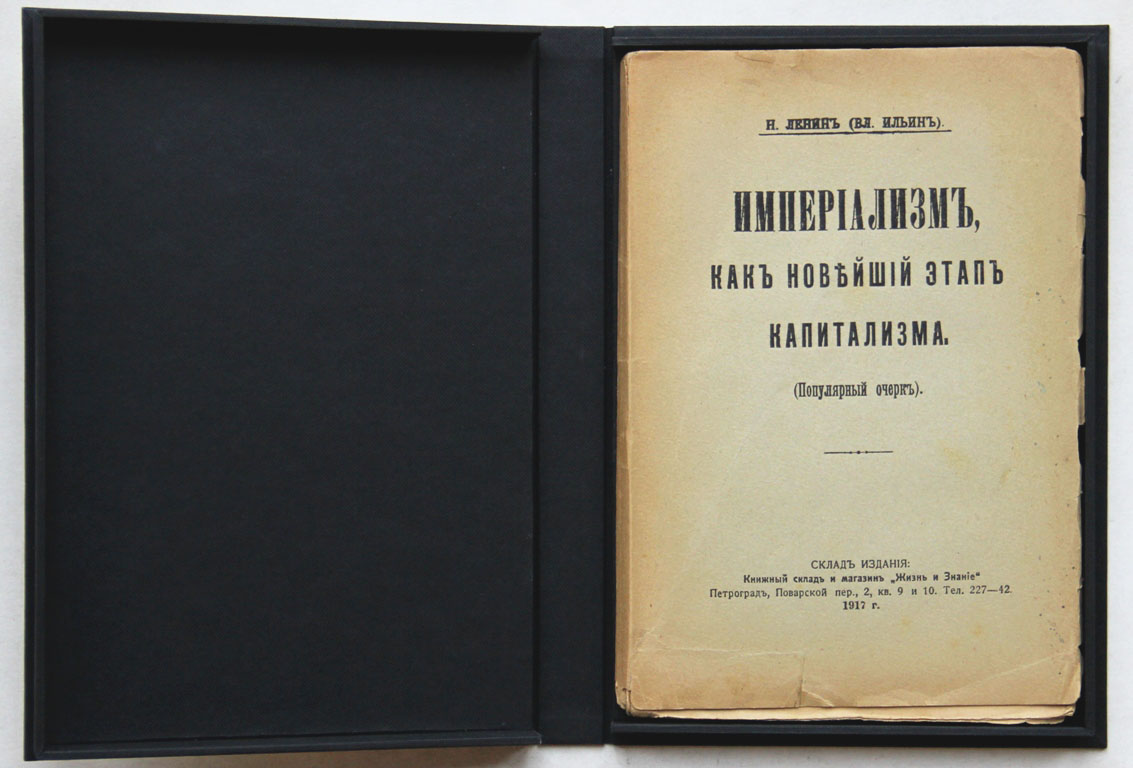 Н. ЛЕНИНЪ (ВЛ. ИЛЬИНЪ).
ИМПЕРІАЛИЗМЪ,
КАКЪ НОВѢЙШІЙ ЭТАПЪ
КАПИТАЛИЗМА.
(Популярный очеркъ).
СКЛАДЪ ИЗДАНІЯ:
Книжный складъ и магазинъ „Жизнь и Знаніе“
Петроградъ, Поварской пер., 2, кв. 9 и 10. Тел. 227—42.
1917 г.